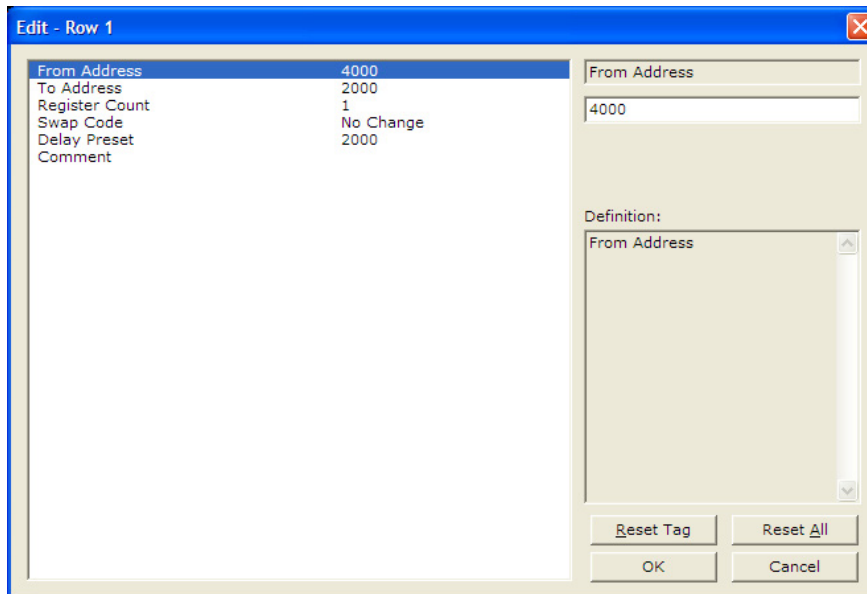 Edit - Row 1
From Address 4000
To Address 2000
Register Count 1
Swap Code No Change
Delay Preset 2000
Comment
From Address
4000
Definition:
From Address
Reset Tag Reset All
OK Cancel